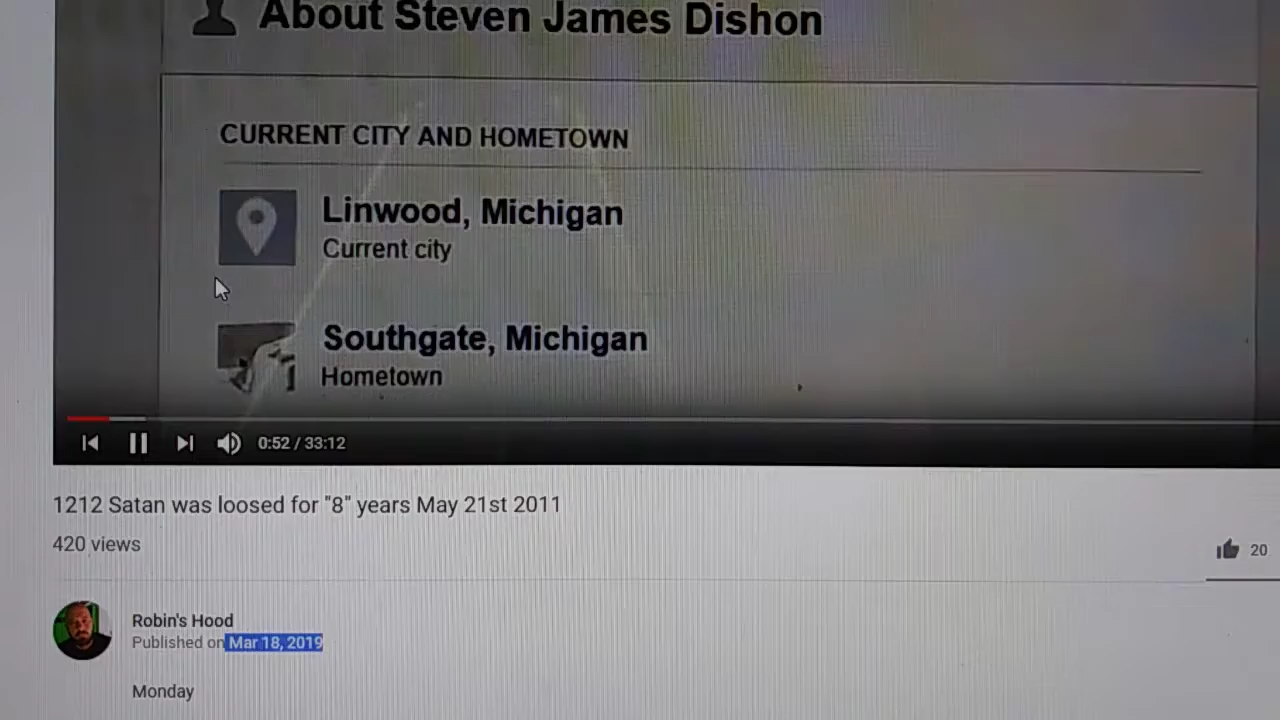 About Steven James Dishon
CURRENT CITY AND HOMETOWN
Linwood, Michigan
Current city
Southgate, Michigan
Hometown
0:52 / 33:12
1212 Satan was loosed for "8" years May 21st 2011
420 views
20
Robin's Hood
Published on Mar 18, 2019
Monday